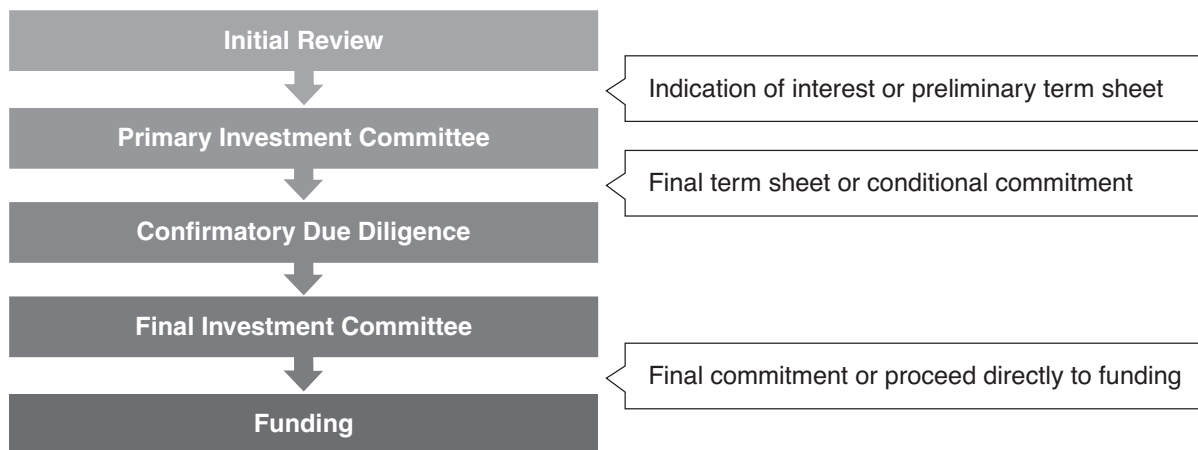 Initial Review
Indication of interest or preliminary term sheet
Primary Investment Committee
Final term sheet or conditional commitment
Confirmatory Due Diligence
Final Investment Committee
Final commitment or proceed directly to funding
Funding